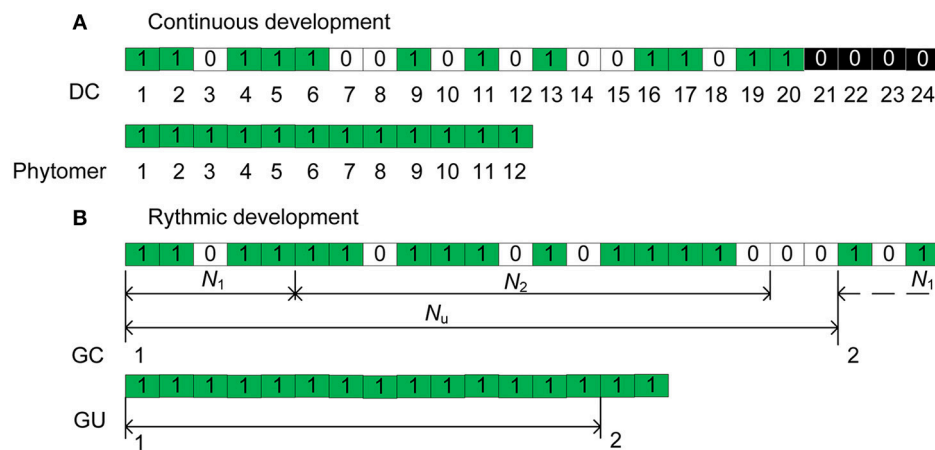 A Continuous development
1 1 0 1 1 1 0 0 1 0 1 0 1 0 0 1 1 0 1 1 0 0 0 0
DC 1 2 3 4 5 6 7 8 9 10 11 12 13 14 15 16 17 18 19 20 21 22 23 24
1 1 1 1 1 1 1 1 1 1 1 1
Phytomer 1 2 3 4 5 6 7 8 9 10 11 12
B Rythmic development
1 1 0 1 1 1 1 0 1 1 1 0 1 0 1 1 1 1 0 0 0 1 0 1
N1 N2 N1
Nu
GC 1 2
1 1 1 1 1 1 1 1 1 1 1 1 1 1 1 1
GU 1 2